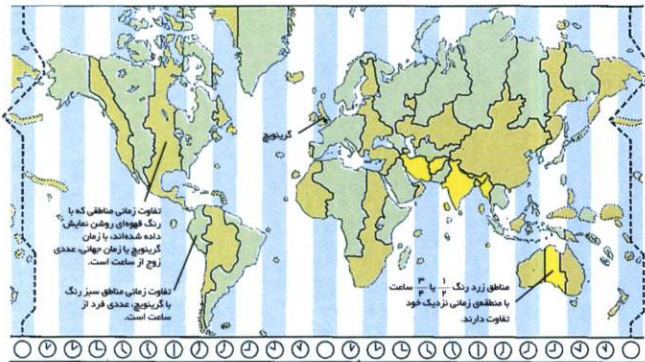 گرینویچ
تفاوت زمانی مناطقی که با
رنگ قهوه‌ای روشن نمایش
داده شده‌اند، با زمان
گرینویچ یا زمان جهانی، عددی
زوج از ساعت است.
تفاوت زمانی مناطق سبز رنگ
با گرینویچ، عددی فرد از
ساعت است.
مناطق زرد رنگ ۱/۲ یا ۳/۴ ساعت
با منطقه‌ی زمانی نزدیک خود
تفاوت دارند.